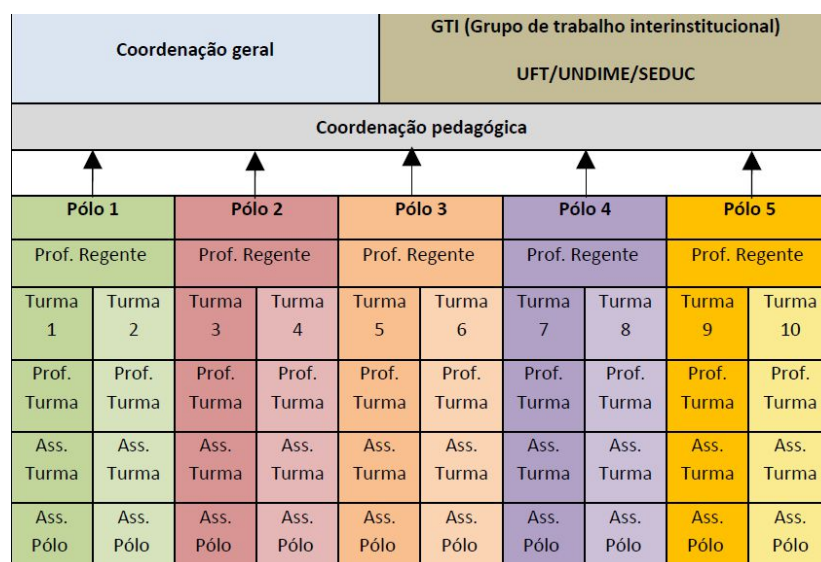 Coordenação geral
GTI (Grupo de trabalho interinstitucional)
UFT/UNDIME/SEDUC
Coordenação pedagógica
Pólo 1 Pólo 2 Pólo 3 Pólo 4 Pólo 5
Prof. Regente Prof. Regente Prof. Regente Prof. Regente Prof. Regente
Turma Turma Turma Turma Turma Turma Turma Turma Turma Turma
1 2 3 4 5 6 7 8 9 10
Prof. Prof. Prof. Prof. Prof. Prof. Prof. Prof. Prof. Prof.
Turma Turma Turma Turma Turma Turma Turma Turma Turma Turma
Ass. Ass. Ass. Ass. Ass. Ass. Ass. Ass. Ass. Ass.
Turma Turma Turma Turma Turma Turma Turma Turma Turma Turma
Ass. Ass. Ass. Ass. Ass. Ass. Ass. Ass. Ass. Ass.
Pólo Pólo Pólo Pólo Pólo Pólo Pólo Pólo Pólo Pólo